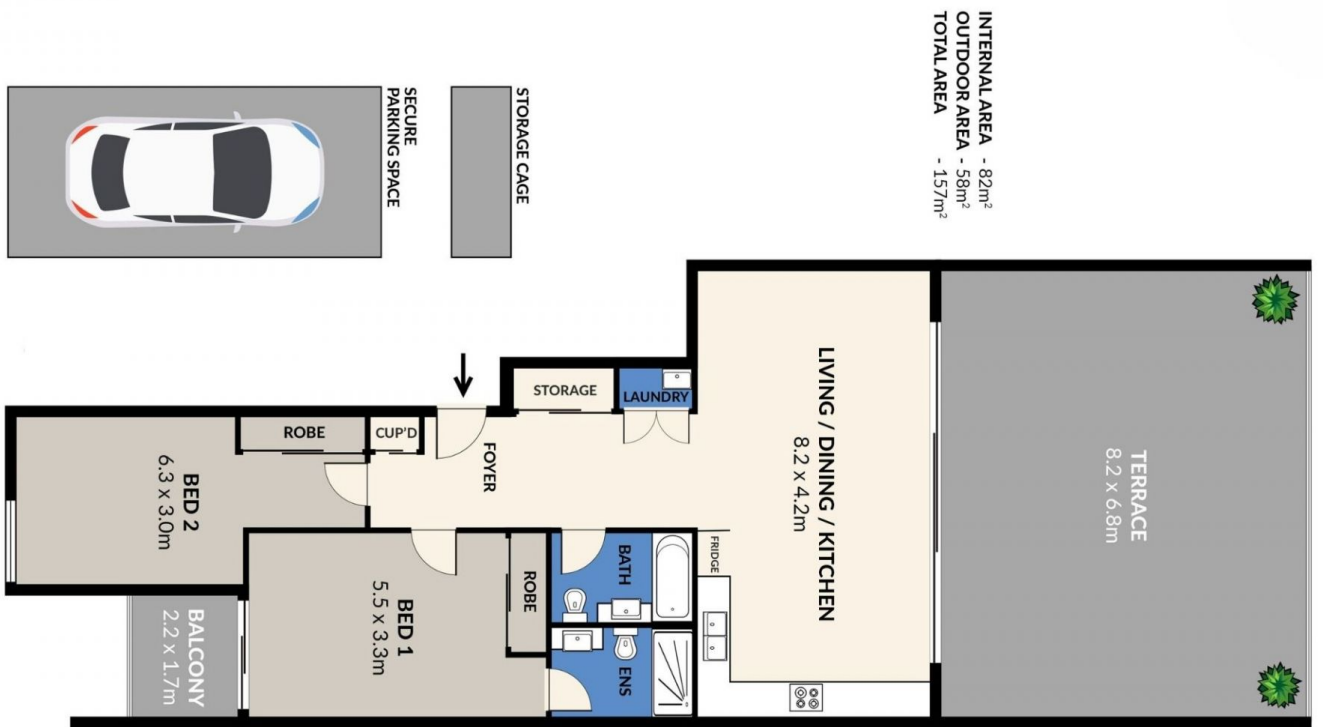 INTERNAL AREA - 82m²
OUTDOOR AREA - 58m²
TOTAL AREA - 157m²
SECURE
PARKING SPACE
STORAGE CAGE
STORAGE
LAUNDRY
LIVING / DINING / KITCHEN
8.2 x 4.2m
TERRACE
8.2 x 6.8m
ROBE
CUP'D
FOYER
BED 2
6.3 x 3.0m
BATH
FRIDGE
ROBE
BED 1
5.5 x 3.3m
ENS
BALCONY
2.2 x 1.7m